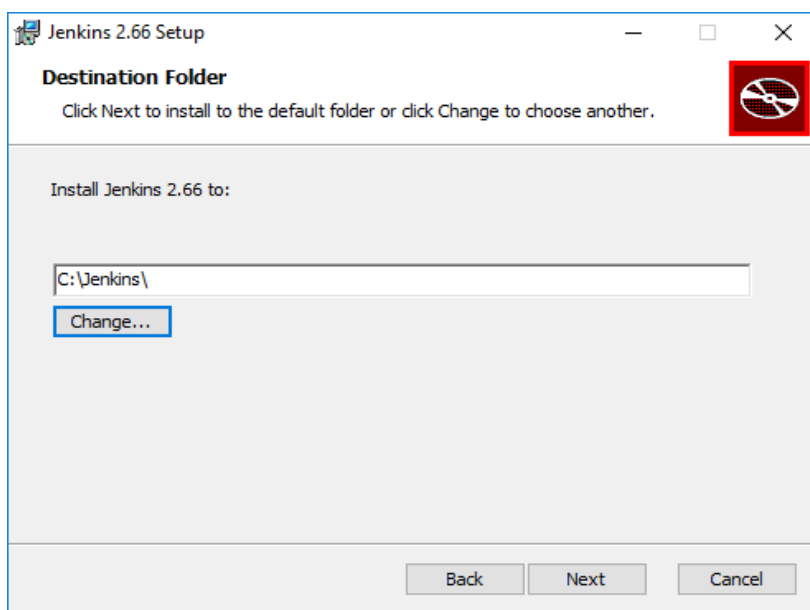 Jenkins 2.66 Setup
Destination Folder
Click Next to install to the default folder or click Change to choose another.
Install Jenkins 2.66 to:
C:\Jenkins\
Change...
Back Next Cancel